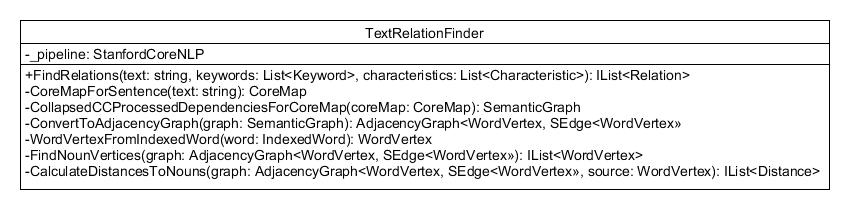 TextRelationFinder
-_pipeline: StanfordCoreNLP
+FindRelations(text: string, keywords: List<Keyword>, characteristics: List<Characteristic>): IList<Relation>
-CoreMapForSentence(text: string): CoreMap
-CollapsedCCProcessedDependenciesForCoreMap(coreMap: CoreMap): SemanticGraph
-ConvertToAdjacencyGraph(graph: SemanticGraph): AdjacencyGraph<WordVertex, SEdge<WordVertex»
-WordVertexFromIndexedWord(word: IndexedWord): WordVertex
-FindNounVertices(graph: AdjacencyGraph<WordVertex, SEdge<WordVertex»): IList<WordVertex>
-CalculateDistancesToNouns(graph: AdjacencyGraph<WordVertex, SEdge<WordVertex», source: WordVertex): IList<Distance>